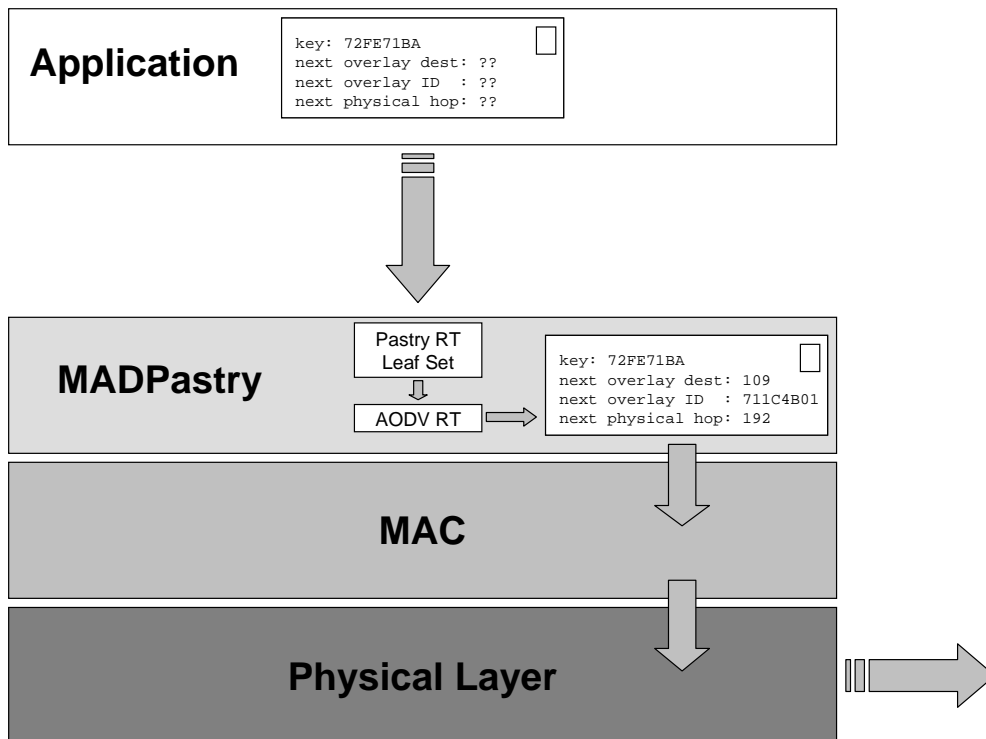 Application
key: 72FE71BA
next overlay dest: ??
next overlay ID  : ??
next physical hop: ??
MADPastry
Pastry RT
Leaf Set
AODV RT
key: 72FE71BA
next overlay dest: 109
next overlay ID  : 711C4B01
next physical hop: 192
MAC
Physical Layer